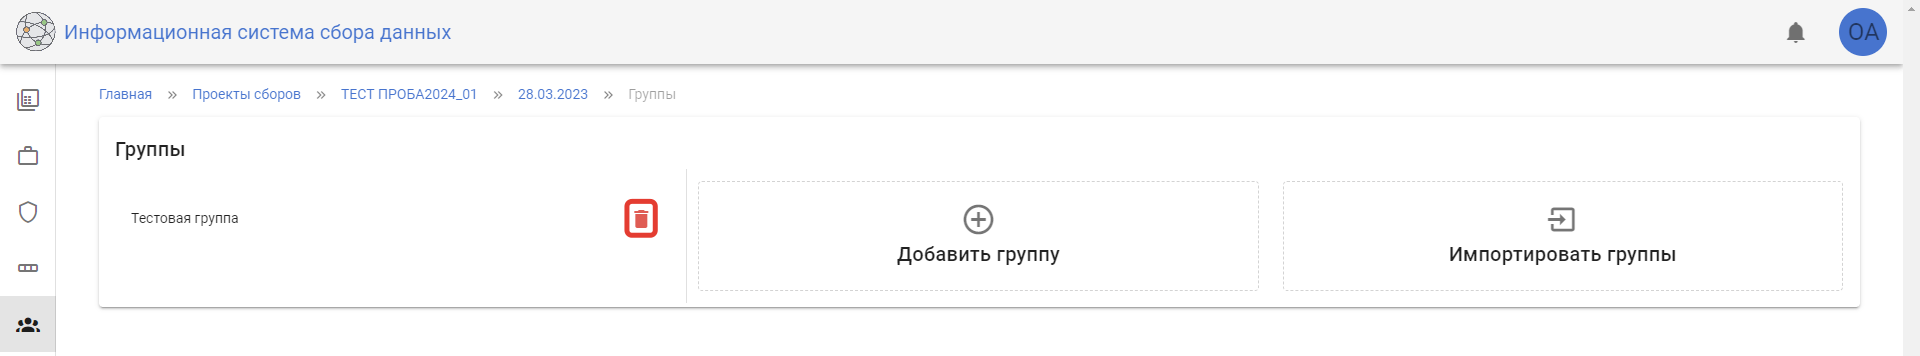 Информационная система сбора данных
ОА
Главная » Проекты сборов » ТЕСТ ПРОБА2024_01 » 28.03.2023 » Группы
Группы
Тестовая группа
Добавить группу
Импортировать группы